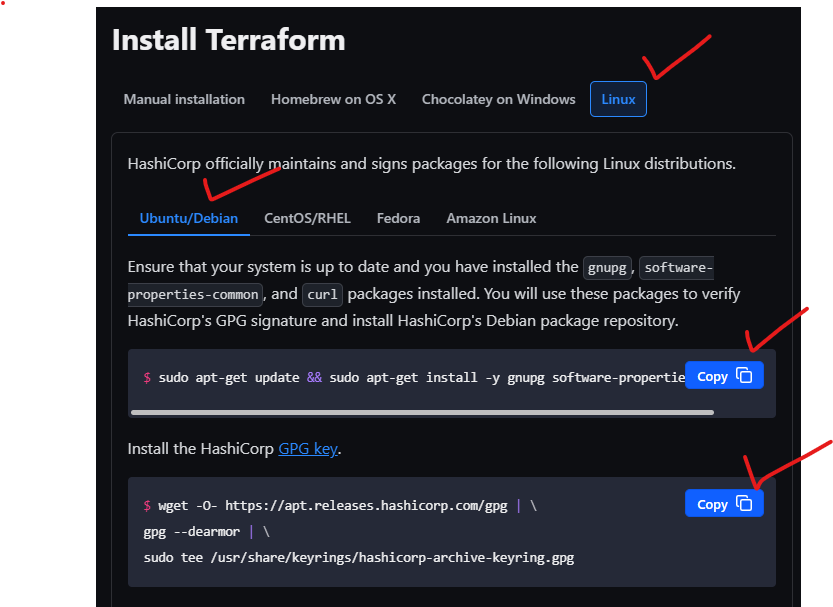 Install Terraform
Manual installation Homebrew on OS X Chocolatey on Windows Linux
HashiCorp officially maintains and signs packages for the following Linux distributions.
Ubuntu/Debian CentOS/RHEL Fedora Amazon Linux
Ensure that your system is up to date and you have installed the gnupg, software-
properties-common, and curl packages installed. You will use these packages to verify
HashiCorp's GPG signature and install HashiCorp's Debian package repository.
$ sudo apt-get update && sudo apt-get install -y gnupg software-propertie Copy
Install the HashiCorp GPG key.
$ wget -O- https://apt.releases.hashicorp.com/gpg | \ Copy
gpg --dearmor | \
sudo tee /usr/share/keyrings/hashicorp-archive-keyring.gpg